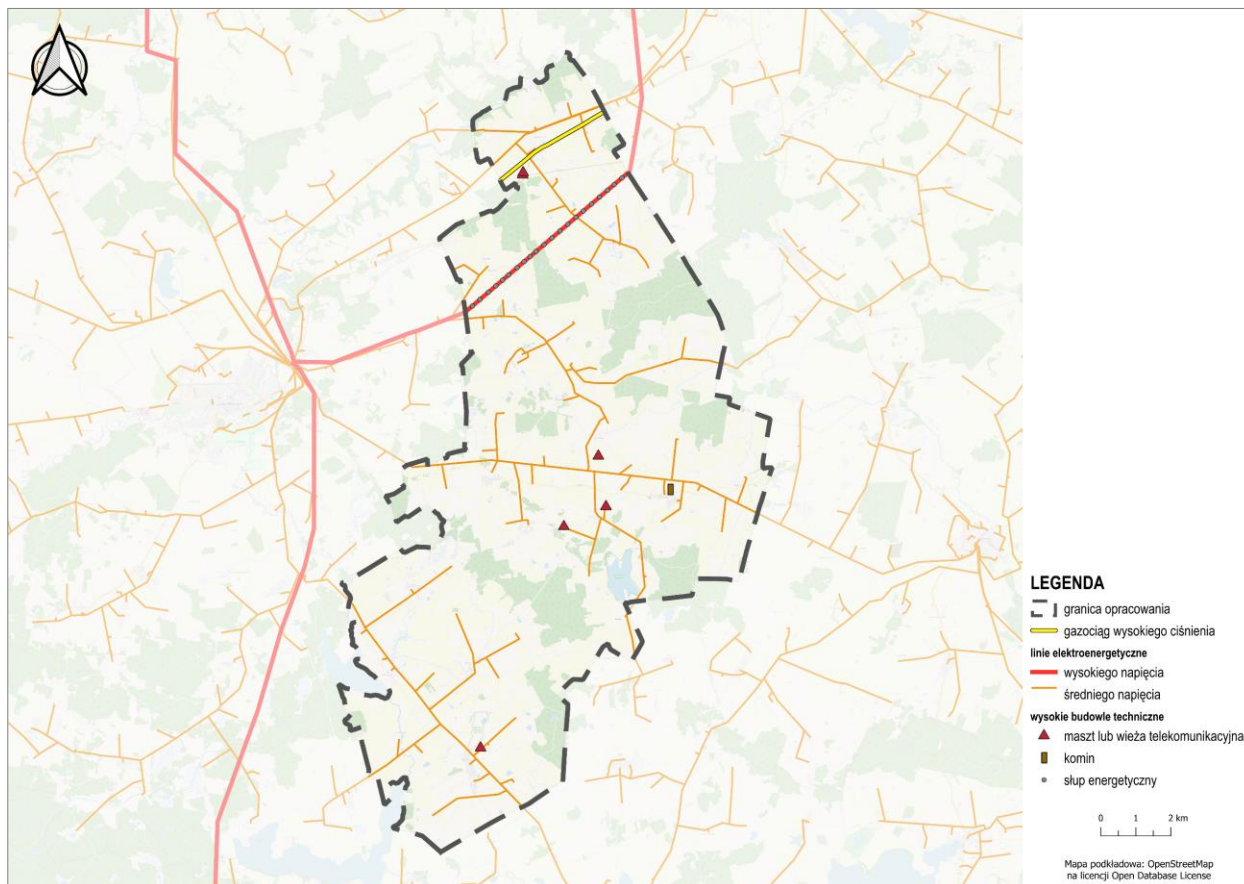 LEGENDA
granica opracowania
gazociąg wysokiego ciśnienia
linie elektroenergetyczne
wysokiego napięcia
średniego napięcia
wysokie budowle techniczne
maszt lub wieża telekomunikacyjna
komin
słup energetyczny
0 1 2 km
Mapa podkładowa: OpenStreetMap
na licencji Open Database License